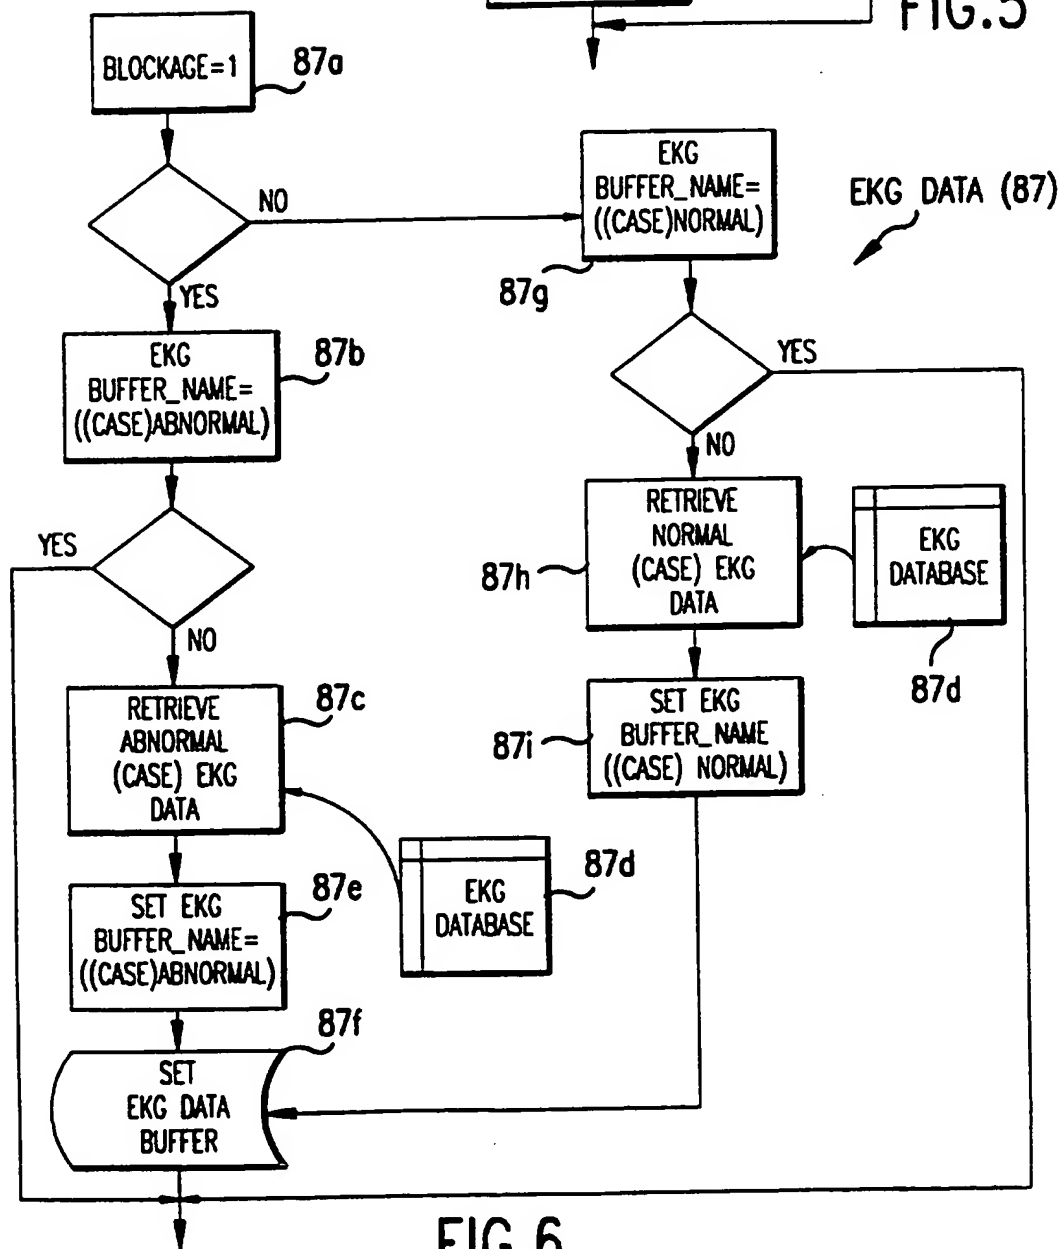 FIG.5
BLOCKAGE=1
87a
NO
YES
EKG
BUFFER_NAME=
((CASE)NORMAL)
87g
EKG DATA (87)
EKG
BUFFER_NAME=
((CASE)ABNORMAL)
87b
YES
NO
YES
NO
RETRIEVE
NORMAL
(CASE) EKG
DATA
87h
EKG
DATABASE
87d
RETRIEVE
ABNORMAL
(CASE) EKG
DATA
87c
SET EKG
BUFFER_NAME
((CASE) NORMAL)
87i
EKG
DATABASE
87d
SET EKG
BUFFER_NAME=
((CASE)ABNORMAL)
87e
SET
EKG DATA
BUFFER
87f
FIG.6